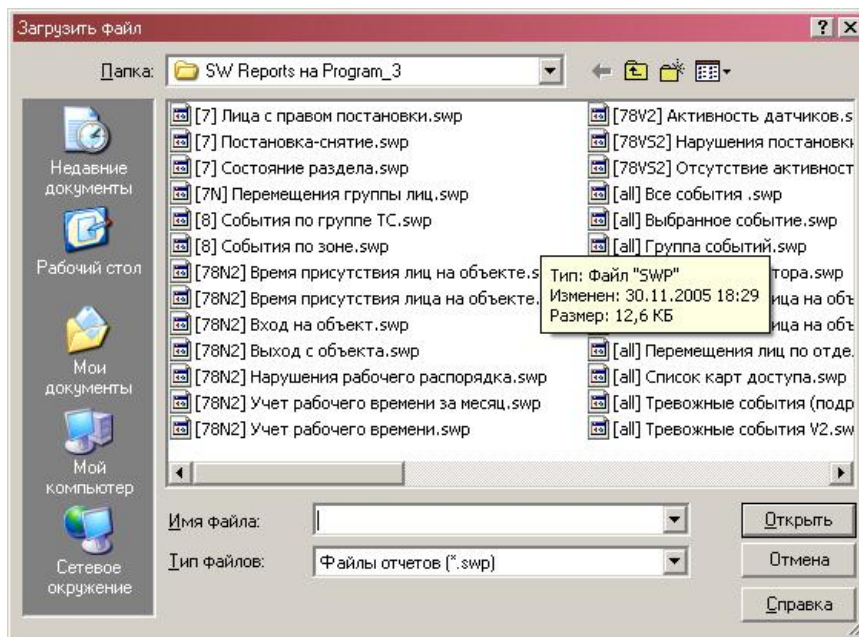 Загрузить файл
Папка: SW Reports на Program_3
Недавние документы
Рабочий стол
Мои документы
Мой компьютер
Сетевое окружение
[7] Лица с правом постановки.swp
[7] Постановка-снятие.swp
[7] Состояние раздела.swp
[7N] Перемещения группы лиц.swp
[8] События по группе ТС.swp
[8] События по зоне.swp
[78N2] Время присутствия лиц на объекте.s
[78N2] Время присутствия лица на объекте.
[78N2] Вход на объект.swp
[78N2] Выход с объекта.swp
[78N2] Нарушения рабочего распорядка.swp
[78N2] Учет рабочего времени за месяц.swp
[78N2] Учет рабочего времени.swp
[78V2] Активность датчиков.s
[78VS2] Нарушения постановки
[78VS2] Отсутствие активност
[all] Все события .swp
[all] Выбранное событие.swp
[all] Группа событий.swp
тора.swp
ица на объ
ица на объ
[all] Перемещения лиц по отде.
[all] Список карт доступа.swp
[all] Тревожные события (подр
[all] Тревожные события V2.sw
Тип: Файл "SWP"
Изменен: 30.11.2005 18:29
Размер: 12,6 КБ
Имя файла:
Открыть
Тип файлов: Файлы отчетов (*.swp)
Отмена
Справка